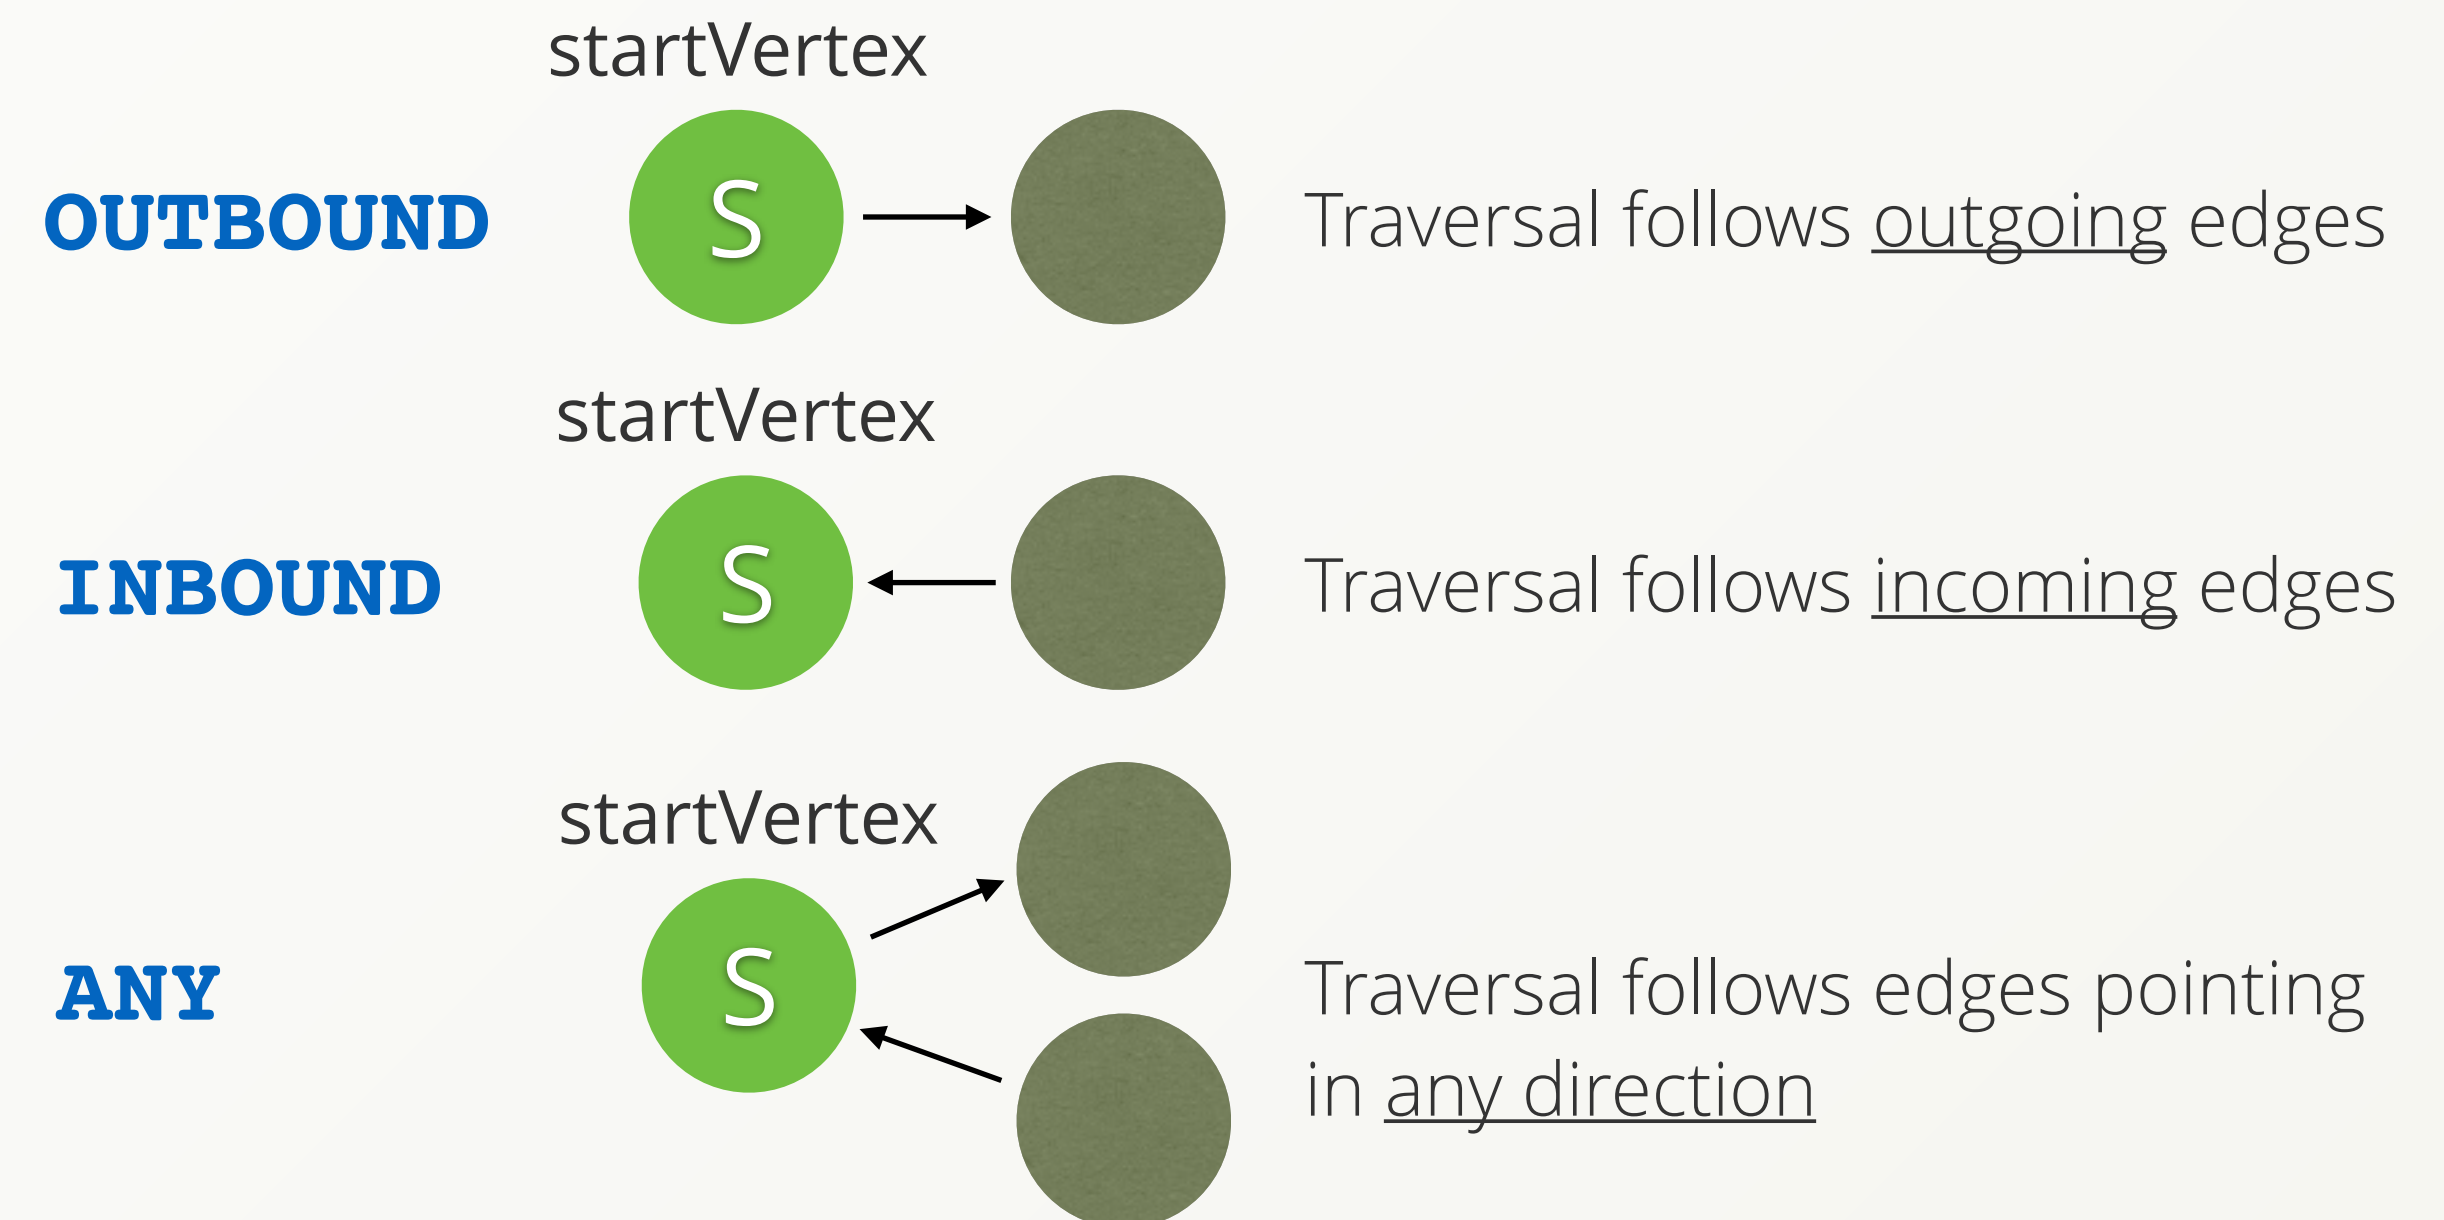 startVertex
OUTBOUND
S
Traversal follows outgoing edges
startVertex
INBOUND
S
Traversal follows incoming edges
startVertex
ANY
S
Traversal follows edges pointing
in any direction